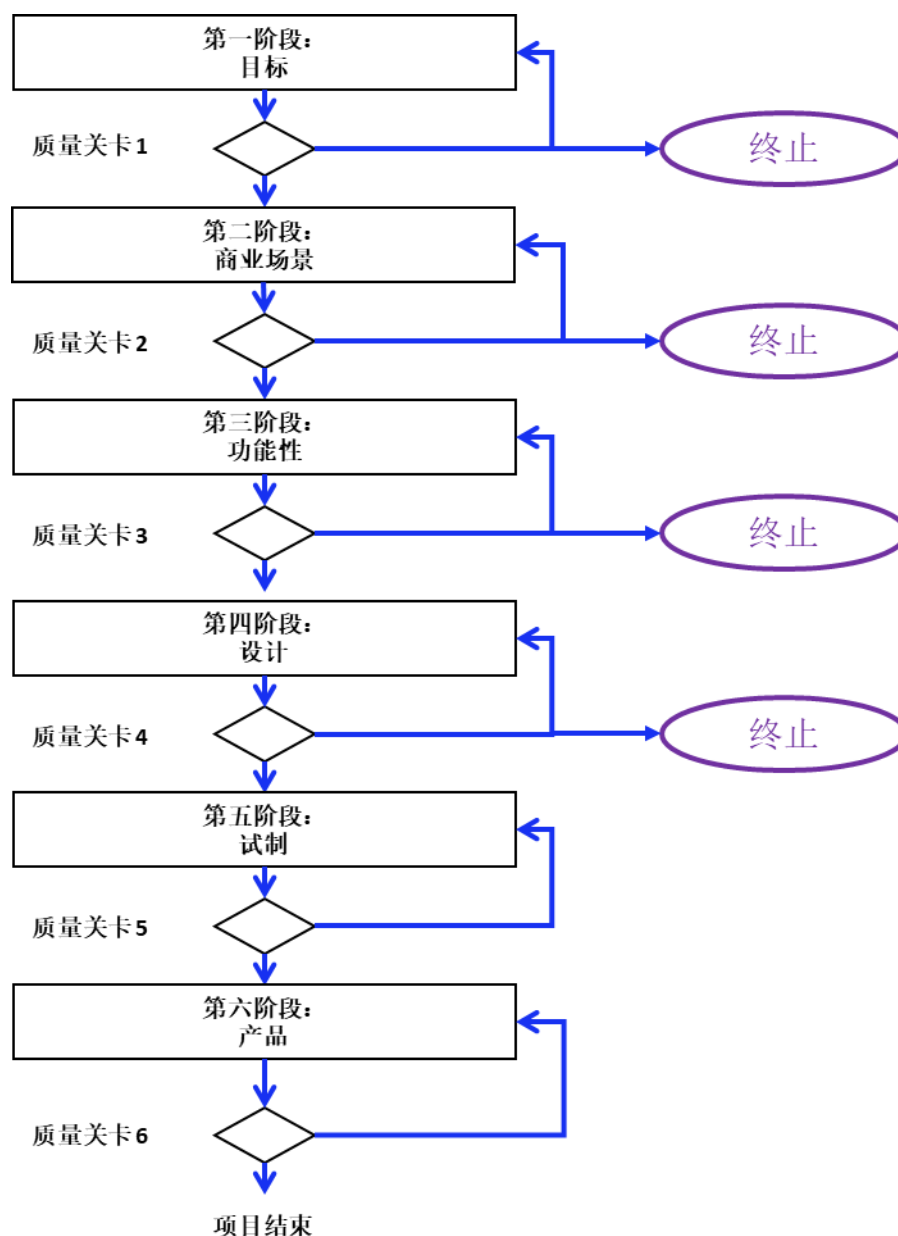 第一阶段：
目标
质量关卡1
终止
第二阶段：
商业场景
质量关卡2
终止
第三阶段：
功能性
质量关卡3
终止
第四阶段：
设计
质量关卡4
终止
第五阶段：
试制
质量关卡5
第六阶段：
产品
质量关卡6
项目结束